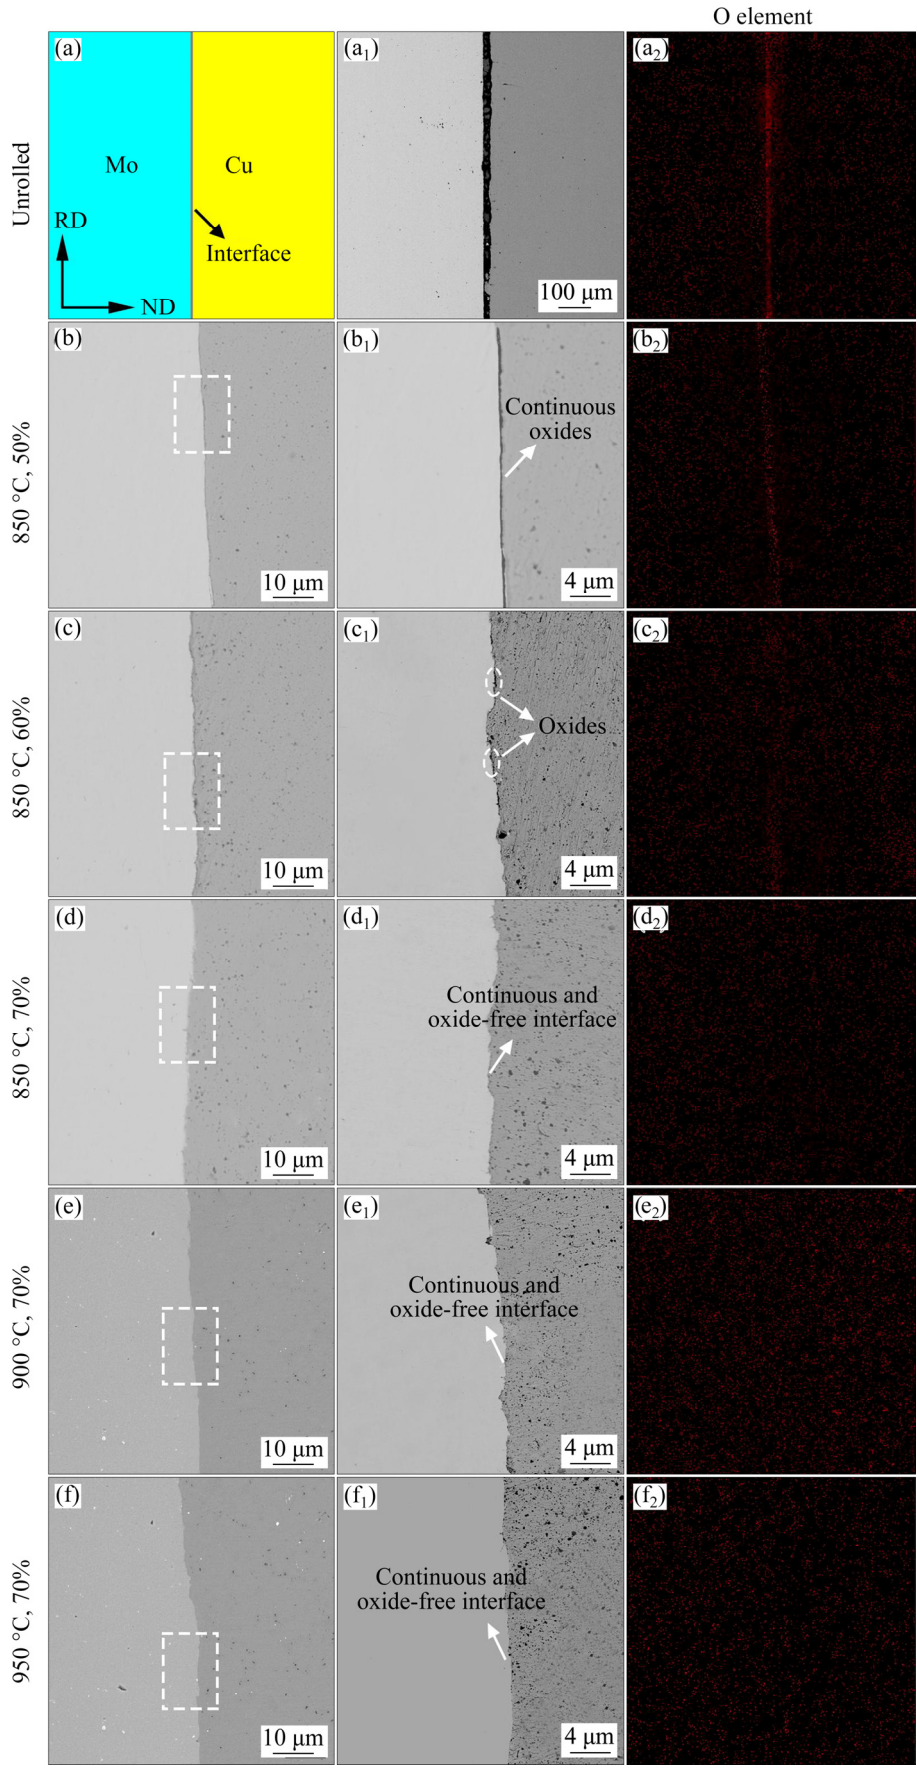 O element
Unrolled
(a)
Mo
Cu
RD
Interface
ND
(a₁)
100 μm
(a₂)
850 °C, 50%
(b)
10 μm
(b₁)
Continuous
oxides
4 μm
(b₂)
850 °C, 60%
(c)
10 μm
(c₁)
Oxides
4 μm
(c₂)
850 °C, 70%
(d)
10 μm
(d₁)
Continuous and
oxide-free interface
4 μm
(d₂)
900 °C, 70%
(e)
10 μm
(e₁)
Continuous and
oxide-free interface
4 μm
(e₂)
950 °C, 70%
(f)
10 μm
(f₁)
Continuous and
oxide-free interface
4 μm
(f₂)